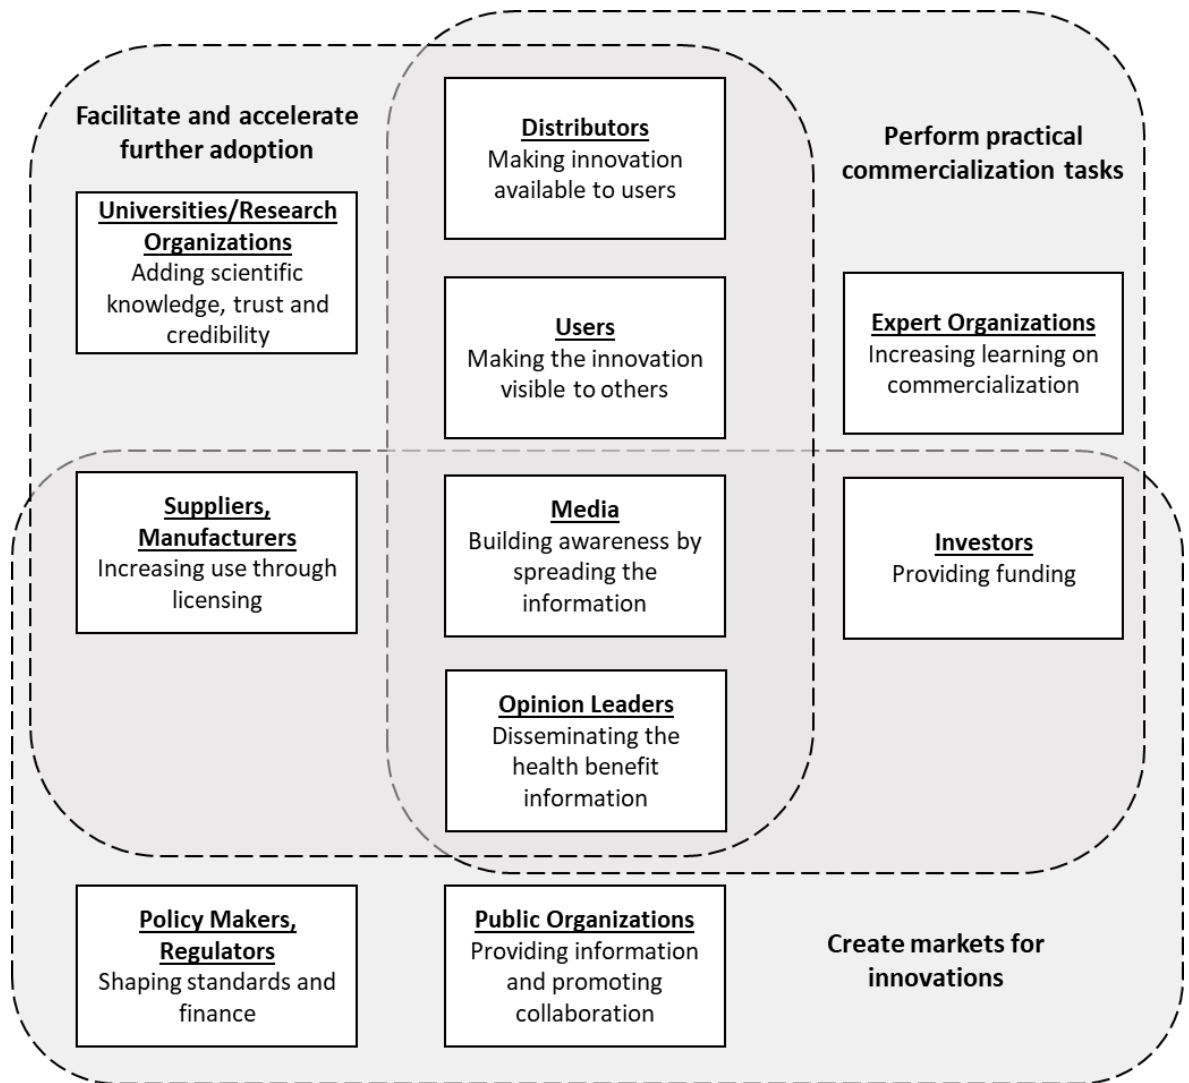 Facilitate and accelerate
further adoption
Universities/Research
Organizations
Adding scientific
knowledge, trust and
credibility
Distributors
Making innovation
available to users
Perform practical
commercialization tasks
Users
Making the innovation
visible to others
Expert Organizations
Increasing learning on
commercialization
Suppliers,
Manufacturers
Increasing use through
licensing
Media
Building awareness by
spreading the
information
Investors
Providing funding
Opinion Leaders
Disseminating the
health benefit
information
Policy Makers,
Regulators
Shaping standards and
finance
Public Organizations
Providing information
and promoting
collaboration
Create markets for
innovations